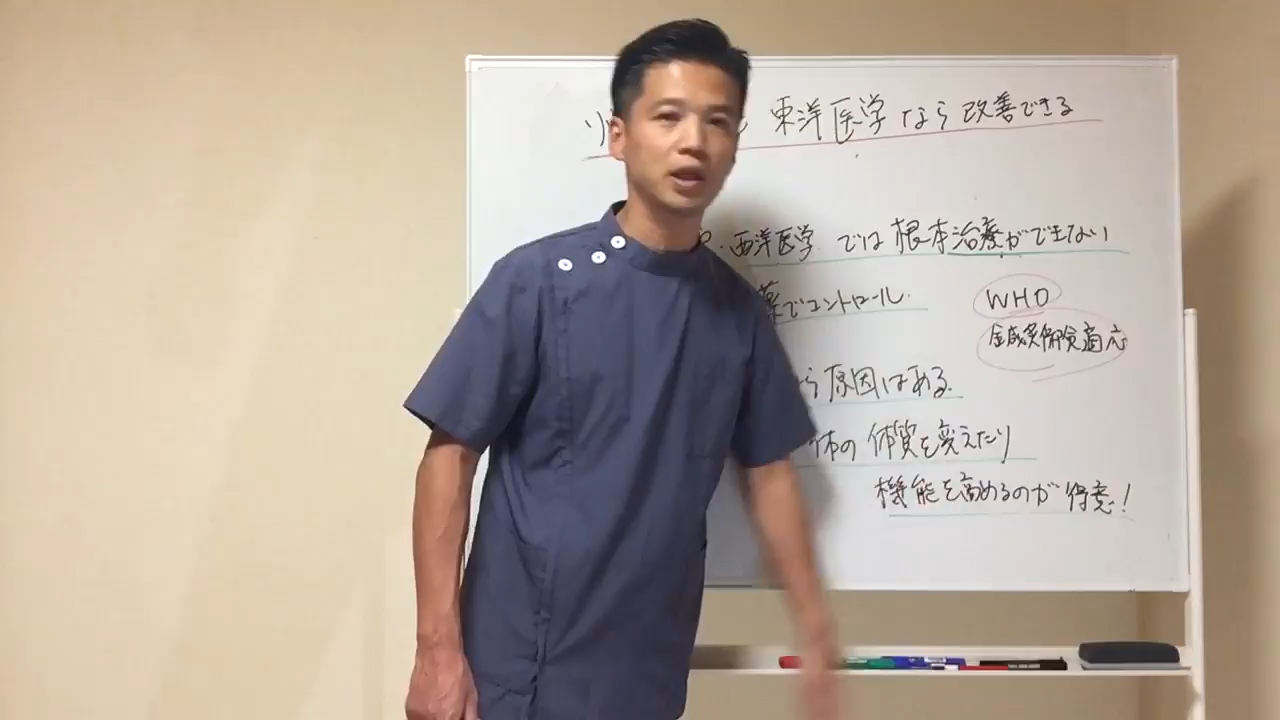 東洋医学なら改善できる
西洋医学では根本治療ができない
薬でコントロール
WHO
原因はある
体の体質を変えたり
機能を高めるのが得意!